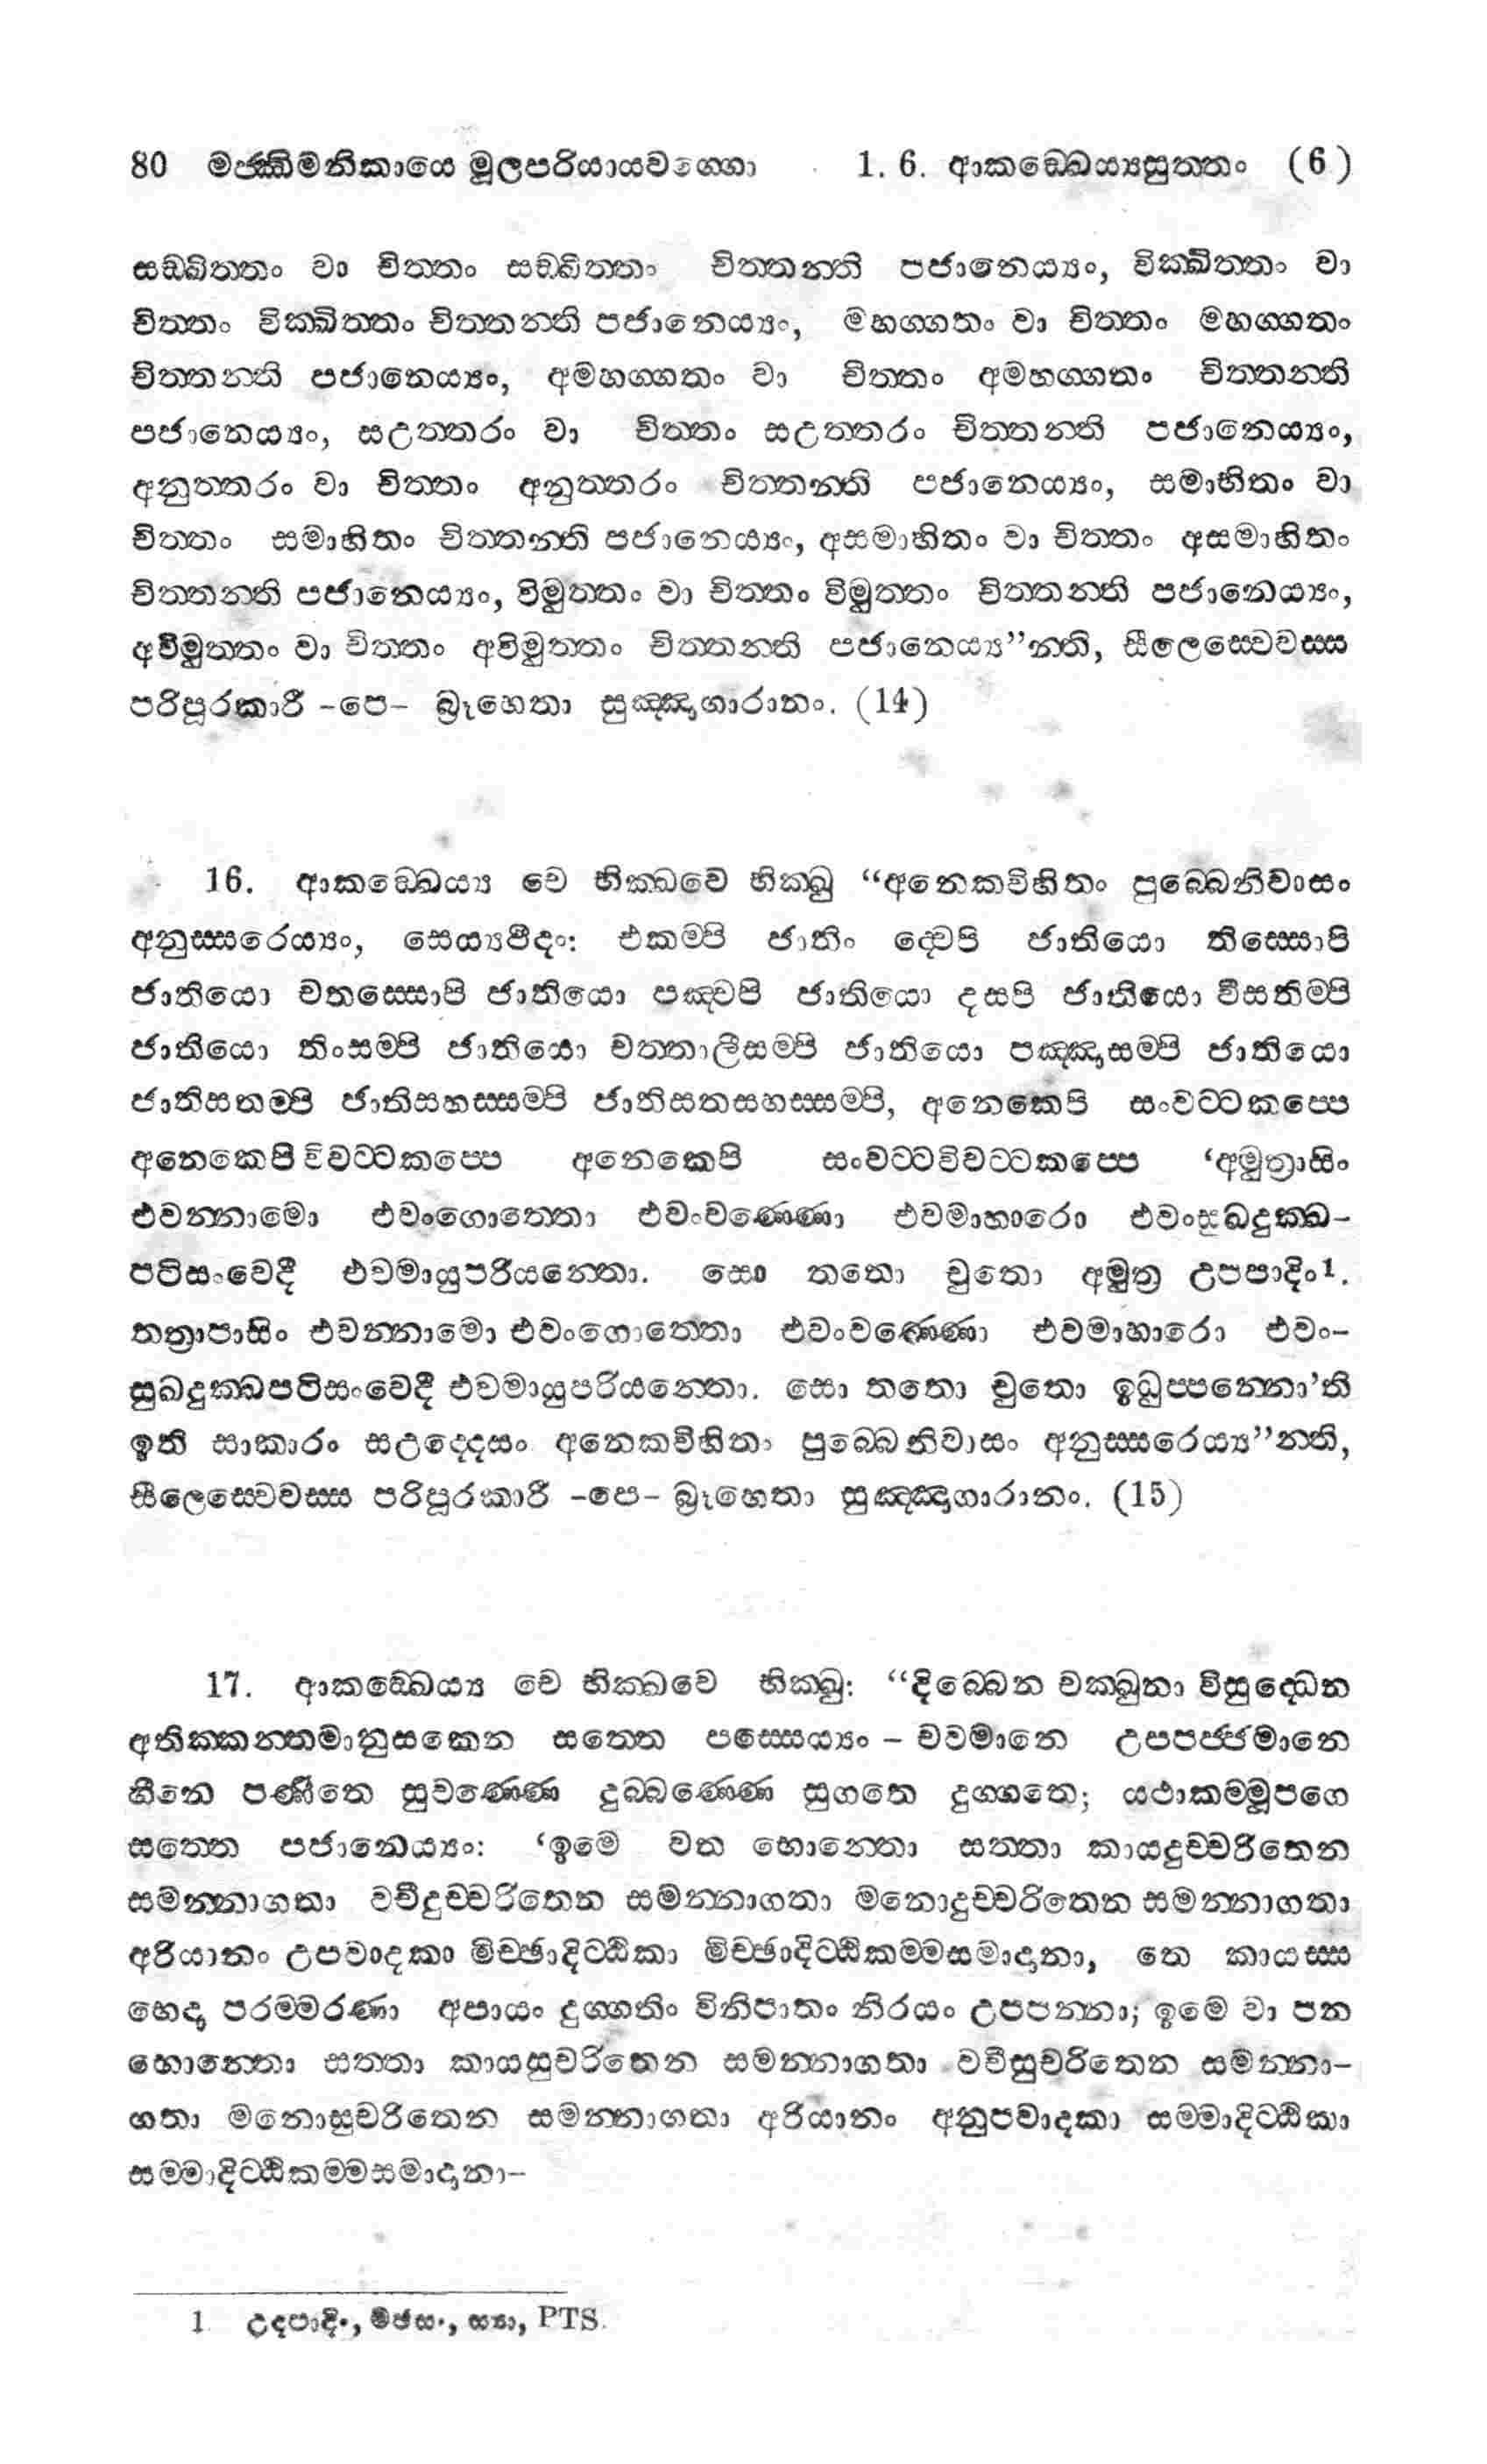 80 මජ්ඣිමනිකායෙ මූලපරියායවග්ගො 1. 6. ආකඞ්ඛෙය්‍යසුත්තං (6)
සඞ්ඛිත්තං වා චිත්තං සඞ්ඛිත්තං චිත්තන්ති පජානෙය්‍යං, වික්ඛිත්තං වා
චිත්තං වික්ඛිත්තං චිත්තන්ති පජානෙය්‍යං, මහග්ගතං වා චිත්තං මහග්ගතං
චිත්තන්ති පජානෙය්‍යං, අමහග්ගතං වා චිත්තං අමහග්ගතං චිත්තන්ති
පජානෙය්‍යං, සඋත්තරං වා චිත්තං සඋත්තරං චිත්තන්ති පජානෙය්‍යං,
අනුත්තරං වා චිත්තං අනුත්තරං චිත්තන්ති පජානෙය්‍යං, සමාහිතං වා
චිත්තං සමාහිතං චිත්තන්ති පජානෙය්‍යං, අසමාහිතං වා චිත්තං අසමාහිතං
චිත්තන්ති පජානෙය්‍යං, විමුත්තං වා චිත්තං විමුත්තං චිත්තන්ති පජානෙය්‍යං,
අවිමුත්තං වා චිත්තං අවිමුත්තං චිත්තන්ති පජානෙය්‍ය”න්ති, සීලෙස්වෙවස්ස
පරිපූරකාරී -පෙ- බ්‍රෑහෙතා සුඤ්ඤාගාරානං. (14)
16. ආකඞ්ඛෙය්‍ය චෙ භික්ඛවෙ භික්ඛු “අනෙකවිහිතං පුබ්බෙනිවාසං
අනුස්සරෙය්‍යං, සෙය්‍යථීදං: එකම්පි ජාතිං ද්වෙපි ජාතියො තිස්සොපි
ජාතියො චතස්සොපි ජාතියො පඤ්චපි ජාතියො දසපි ජාතියො වීසතිම්පි
ජාතියො තිංසම්පි ජාතියො චත්තාලීසම්පි ජාතියො පඤ්ඤාසම්පි ජාතියො
ජාතිසතම්පි ජාතිසහස්සම්පි ජාතිසතසහස්සම්පි, අනෙකෙපි සංවට්ටකප්පෙ
අනෙකෙපි විවට්ටකප්පෙ අනෙකෙපි සංවට්ටවිවට්ටකප්පෙ ‘අමුත්‍රාසිං
එවන්නාමො එවංගොත්තො එවංවණ්ණො එවමාහාරො එවංසුඛදුක්ඛ-
පටිසංවෙදී එවමායුපරියන්තො. සො තතො චුතො අමුත්‍ර උපපාදිං1.
තත්‍රාපාසිං එවන්නාමො එවංගොත්තො එවංවණ්ණො එවමාහාරො එවං-
සුඛදුක්ඛපටිසංවෙදී එවමායුපරියන්තො. සො තතො චුතො ඉධුප්පන්නො’ති
ඉති සාකාරං සඋද්දෙසං අනෙකවිහිතං පුබ්බෙනිවාසං අනුස්සරෙය්‍ය”න්ති,
සීලෙස්වෙවස්ස පරිපූරකාරී -පෙ- බ්‍රෑහෙතා සුඤ්ඤාගාරානං. (15)
17. ආකඞ්ඛෙය්‍ය චෙ භික්ඛවෙ භික්ඛු: “දිබ්බෙන චක්ඛුනා විසුද්ධෙන
අතික්කන්තමානුසකෙන සත්තෙ පස්සෙය්‍යං – චවමානෙ උපපජ්ජමානෙ
හීනෙ පණීතෙ සුවණ්ණෙ දුබ්බණ්ණෙ සුගතෙ දුග්ගතෙ; යථාකම්මූපගෙ
සත්තෙ පජානෙය්‍යං: ‘ඉමෙ වත භොන්තො සත්තා කායදුච්චරිතෙන
සමන්නාගතා වචීදුච්චරිතෙන සමන්නාගතා මනොදුච්චරිතෙන සමන්නාගතා
අරියානං උපවාදකා මිච්ඡාදිට්ඨිකා මිච්ඡාදිට්ඨිකම්මසමාදානා, තෙ කායස්ස
භෙදා පරම්මරණා අපායං දුග්ගතිං විනිපාතං නිරයං උපපන්නා; ඉමෙ වා පන
භොන්තො සත්තා කායසුචරිතෙන සමන්නාගතා වචීසුචරිතෙන සමන්නා-
ගතා මනොසුචරිතෙන සමන්නාගතා අරියානං අනුපවාදකා සම්මාදිට්ඨිකා
සම්මාදිට්ඨිකම්මසමාදානා-
1 උදපාදිං, මජසං, ස්‍යා, PTS.